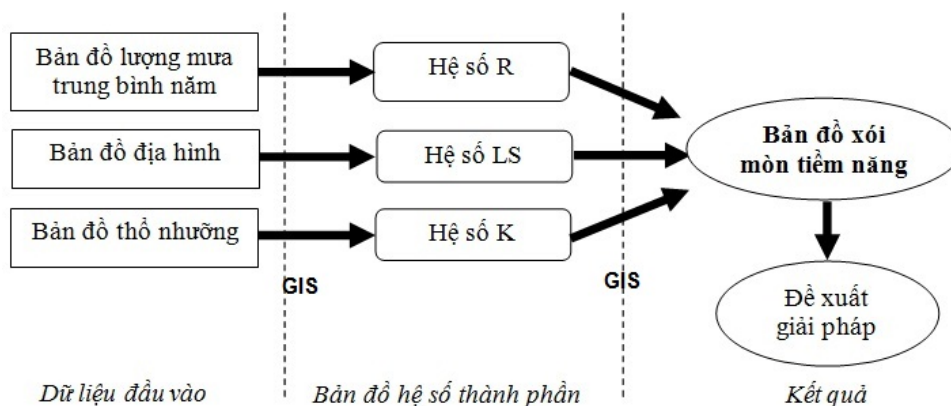 Bản đồ lượng mưa
trung bình năm
Hệ số R
Bản đồ địa hình
Hệ số LS
Bản đồ xói
mòn tiềm năng
Bản đồ thổ nhưỡng
Hệ số K
GIS
GIS
Đề xuất
giải pháp
Dữ liệu đầu vào
Bản đồ hệ số thành phần
Kết quả